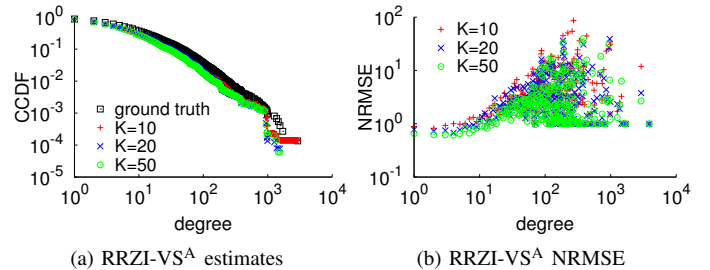 10^0
10^-1
10^-2
10^-3
10^-4
10^-5
CCDF
ground truth
K=10
K=20
K=50
10^0 10^1 10^2 10^3 10^4
degree
(a) RRZI-VS^A estimates
10^2
10^1
10^0
10^-1
NRMSE
K=10
K=20
K=50
10^0 10^1 10^2 10^3 10^4
degree
(b) RRZI-VS^A NRMSE